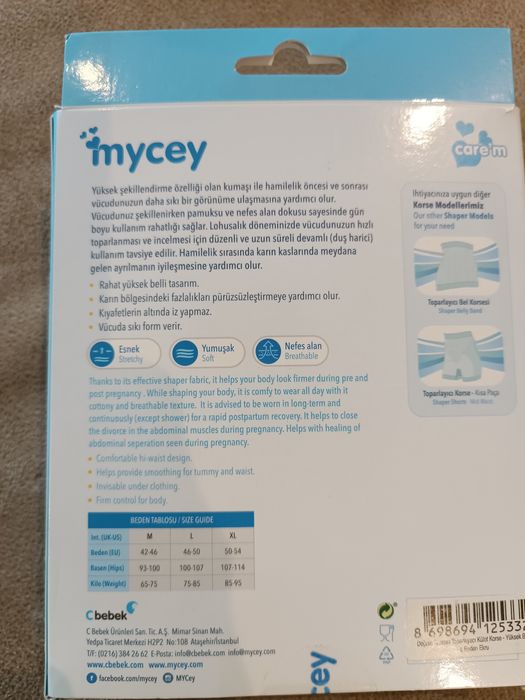 mycey
care'm
Yüksek şekillendirme özelliği olan kumaşı ile hamilelik öncesi ve sonrası
vücudunuzun daha sıkı bir görünüme ulaşmasına yardımcı olur.
Vücudunuz şekillenirken pamuksu ve nefes alan dokusu sayesinde gün
boyu kullanım rahatlığı sağlar. Lohusalık döneminizde vücudunuzun hızlı
toparlanması ve incelmesi için düzenli ve uzun süreli devamlı (duş harici)
kullanım tavsiye edilir. Hamilelik sırasında karın kaslarında meydana
gelen ayrılmanın iyileşmesine yardımcı olur.
• Rahat yüksek belli tasarım.
• Karın bölgesindeki fazlalıkları pürüzsüzleştirmeye yardımcı olur.
• Kıyafetlerin altında iz yapmaz.
• Vücuda sıkı form verir.
Esnek
Stretchy
Yumuşak
Soft
Nefes alan
Breathable
Thanks to its effective shaper fabric, it helps your body look firmer during pre and
post pregnancy .While shaping your body, it is comfy to wear all day with it
cottony and breathable texture. It is advised to be worn in long-term and
continuously (except shower) for a rapid postpartum recovery. It helps to close
the divorce in the abdominal muscles during pregnancy. Helps with healing of
abdominal seperation seen during pregnancy.
• Comfortable hi-waist design.
• Helps provide smoothing for tummy and waist.
• Invisable under clothing.
• Firm control for body.
İhtiyacınıza uygun diğer
Korse Modellerimiz
Our other Shaper Models
for your need
Toparlayıcı Bel Korsesi
Shaper Belly Band
Toparlayıcı Korse - Kısa Paça
BEDEN TABLOSU / SIZE GUIDE
Int. (UK-US) M L XL
Beden (EU) 42-46 46-50 50-54
Basen (Hips) 93-100 100-107 107-114
Kilo (Weight) 65-75 75-85 85-95
Cbebek
C Bebek Ürünleri San. Tic. A.Ş. Mimar Sinan Mah.
Yedpa Ticaret Merkezi H2P2 No:108 Ataşehir/İstanbul
T/F: (0216) 384 26 62 E-Posta: info@cbebek.com info@mycey.com
www.cbebek.com www.mycey.com
facebook.com/mycey MYCey
cey
8 698694 12533